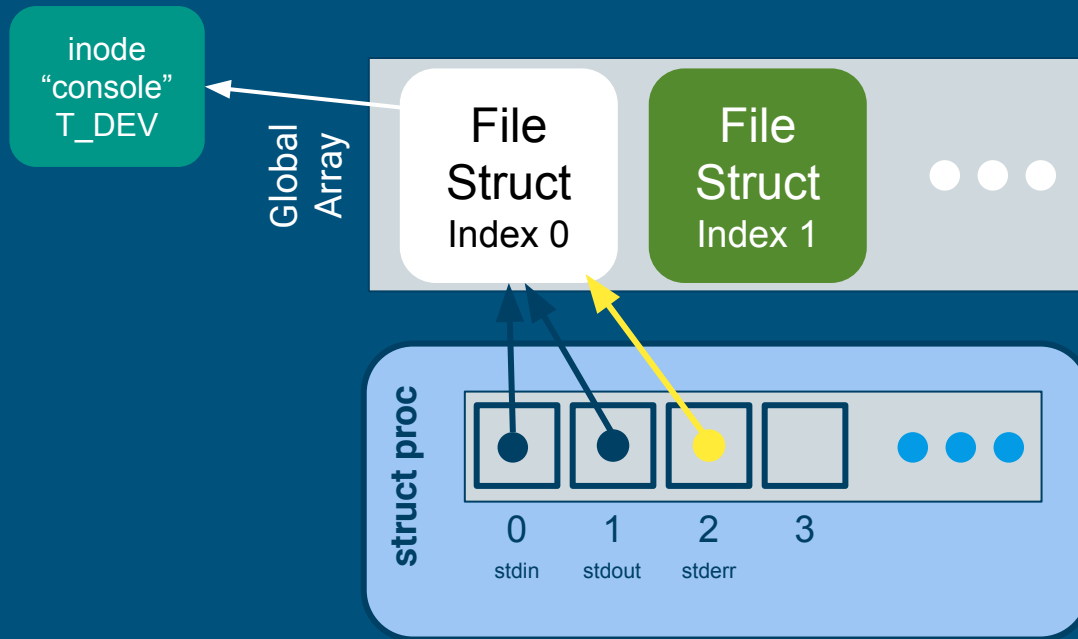 inode
“console”
T_DEV
Global
Array
File
Struct
Index 0
File
Struct
Index 1
struct proc
0
1
2
3
stdin
stdout
stderr